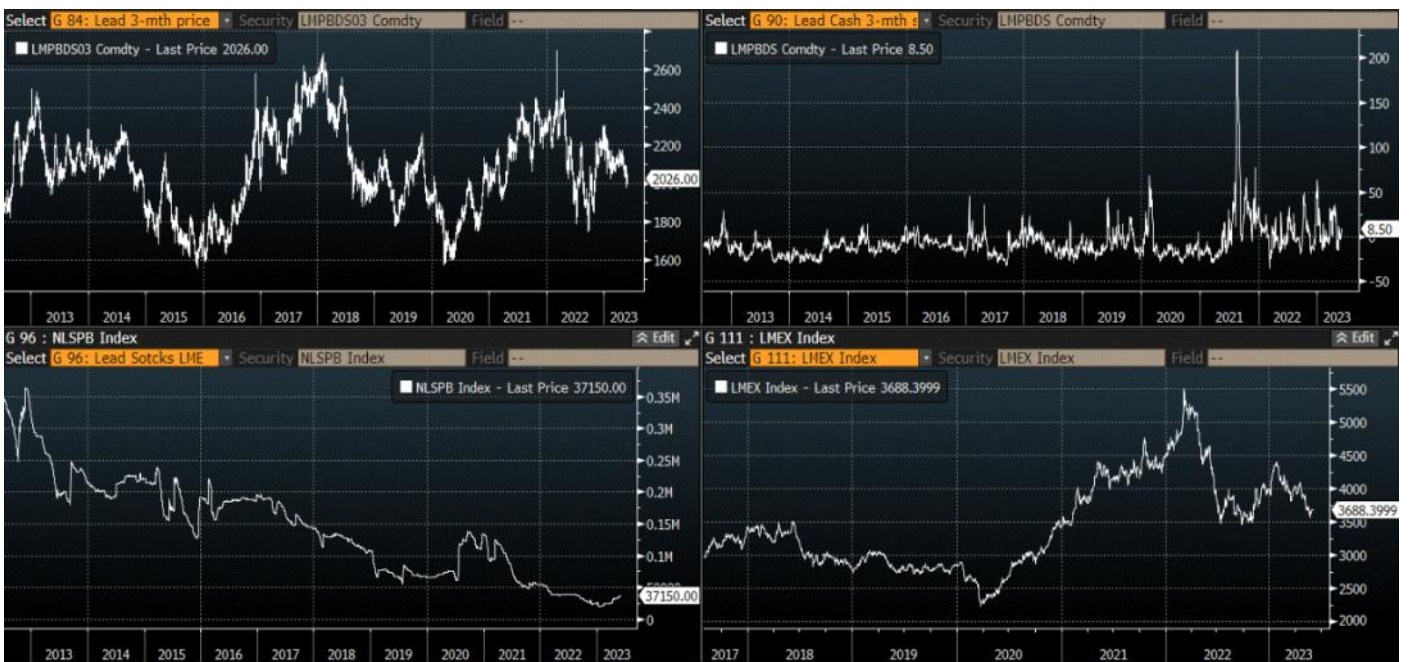 Select G 84: Lead 3-mth price Security LMPBDS03 Comdty Field --
LMPBDS03 Comdty - Last Price 2026.00
2600
2400
2200
2026.00
1800
1600
2013 2014 2015 2016 2017 2018 2019 2020 2021 2022 2023
Select G 90: Lead Cash 3-mth s Security LMPBDS Comdty Field --
LMPBDS Comdty - Last Price 8.50
200
150
100
50
8.50
-50
2013 2014 2015 2016 2017 2018 2019 2020 2021 2022 2023
G 96 : NLSPB Index Edit
Select G 96: Lead Sotcks LME Security NLSPB Index Field --
NLSPB Index - Last Price 37150.00
0.35M
0.3M
0.25M
0.2M
0.15M
0.1M
37150.00
0
2013 2014 2015 2016 2017 2018 2019 2020 2021 2022 2023
G 111 : LMEX Index Edit
Select G 111: LMEX Index Security LMEX Index Field --
LMEX Index - Last Price 3688.3999
5500
5000
4500
4000
3688.3999
3500
3000
2500
2000
2017 2018 2019 2020 2021 2022 2023